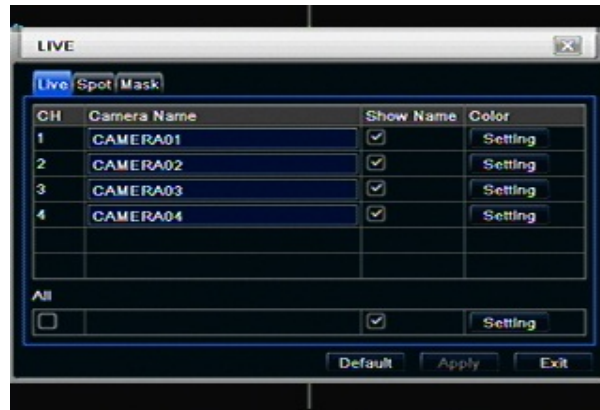 LIVE
Live Spot Mask
CH Camera Name Show Name Color
1 CAMERA01 Setting
2 CAMERA02 Setting
3 CAMERA03 Setting
4 CAMERA04 Setting
All
Setting
Default Apply Exit